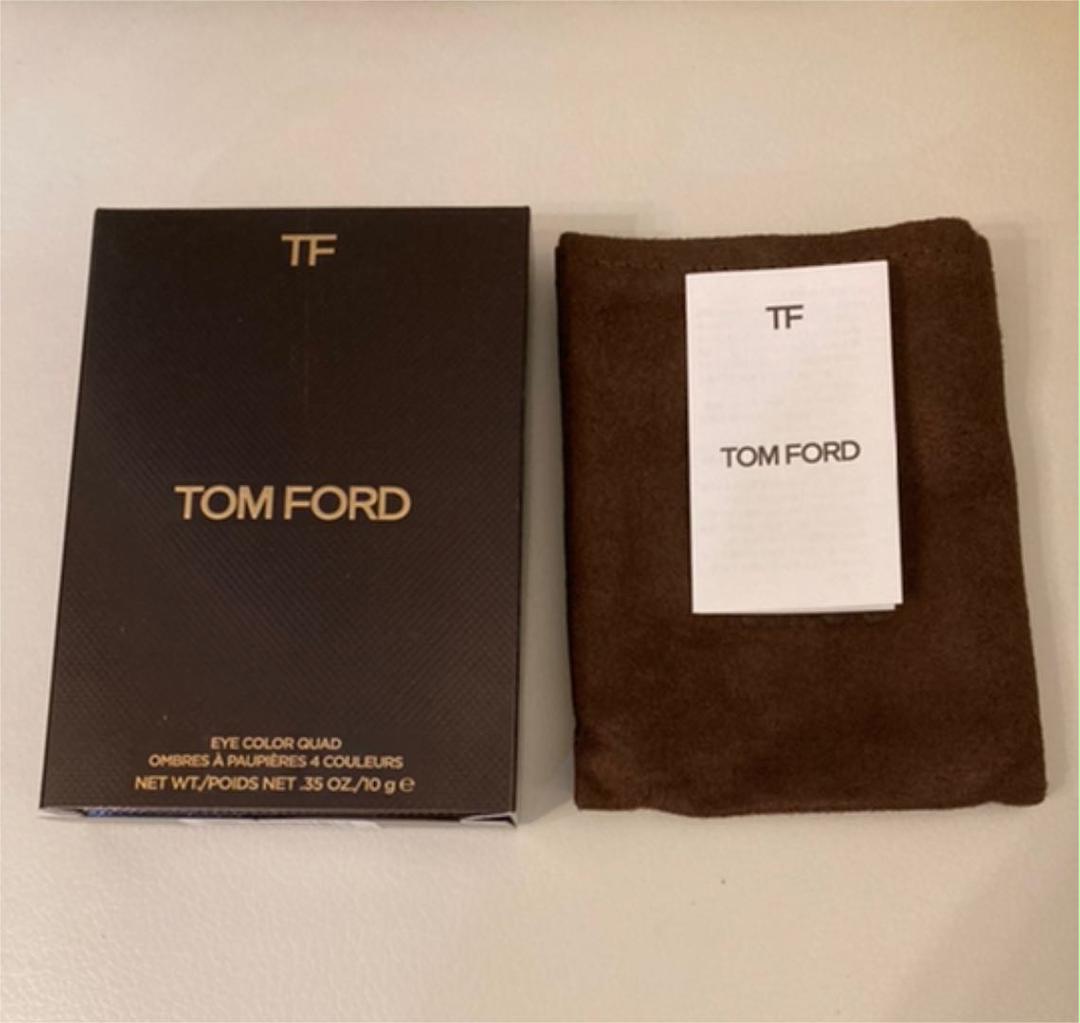 TF
TOM FORD
EYE COLOR QUAD
OMBRES À PAUPIÈRES 4 COULEURS
NET WT./POIDS NET .35 OZ./10 g ℮
TF
TOM FORD